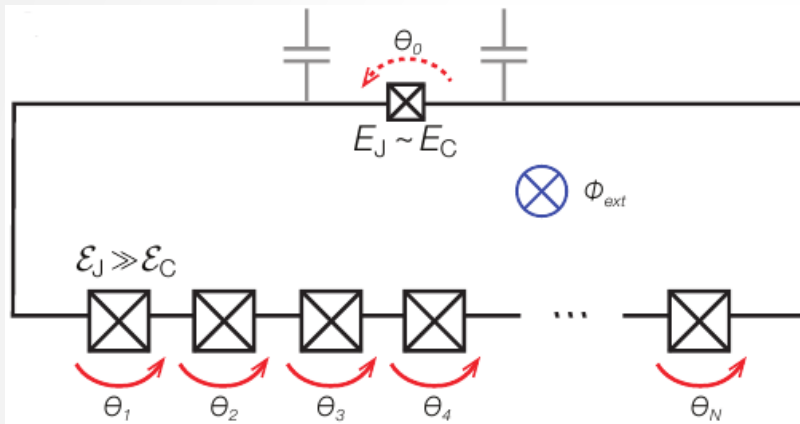 θ₀
E_J ~ E_C
Φ_ext
ℰ_J ≫ ℰ_C
...
θ₁ θ₂ θ₃ θ₄ θ_N